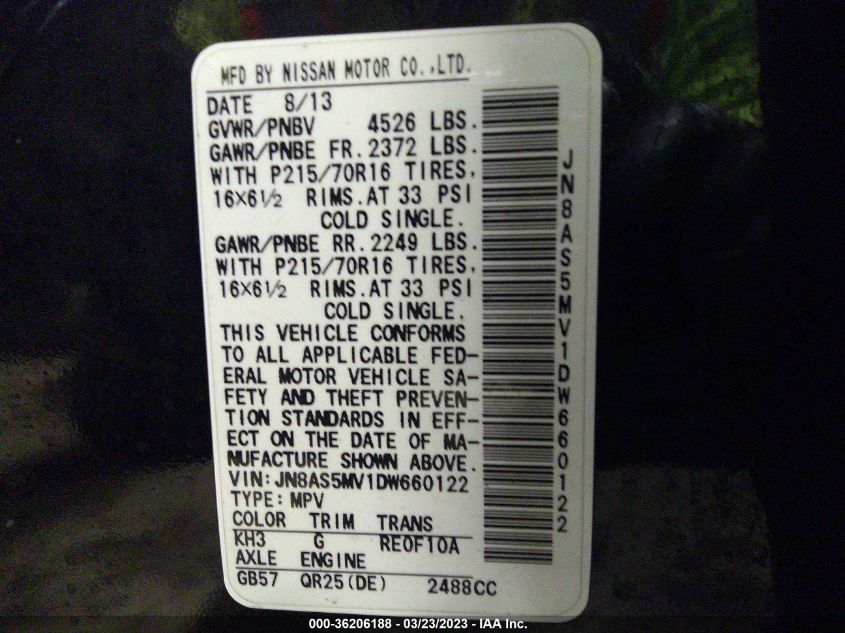 MFD BY NISSAN MOTOR CO.,LTD.
DATE 8/13
GVWR/PNBV 4526 LBS.
GAWR/PNBE FR. 2372 LBS.
WITH P215/70R16 TIRES,
16×6½ RIMS. AT 33 PSI
COLD SINGLE.
GAWR/PNBE RR. 2249 LBS.
WITH P215/70R16 TIRES,
16×6½ RIMS. AT 33 PSI
COLD SINGLE.
THIS VEHICLE CONFORMS
TO ALL APPLICABLE FED-
ERAL MOTOR VEHICLE SA-
FETY AND THEFT PREVEN-
TION STANDARDS IN EFF-
ECT ON THE DATE OF MA-
NUFACTURE SHOWN ABOVE.
VIN: JN8AS5MV1DW660122
TYPE: MPV
COLOR TRIM TRANS
KH3 G RE0F10A
AXLE ENGINE
GB57 QR25(DE) 2488CC
JN8AS5MV1DW660122
000-36206188 - 03/23/2023 - IAA Inc.